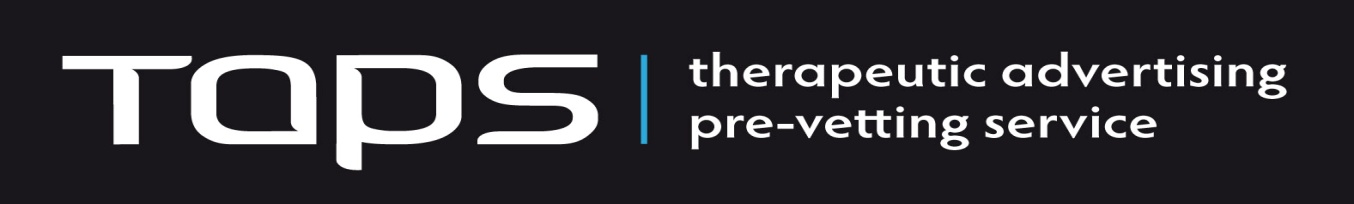 TAPS
therapeutic advertising
pre-vetting service